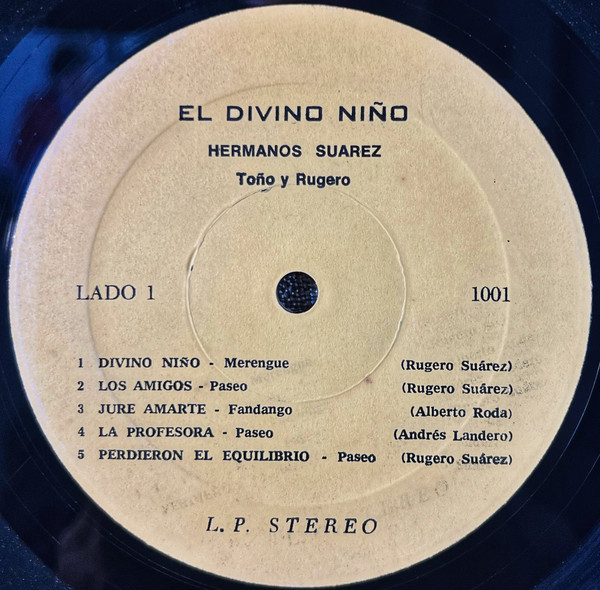 EL DIVINO NIÑO
HERMANOS SUAREZ
Toño y Rugero
LADO 1 1001
1 DIVINO NIÑO - Merengue (Rugero Suárez)
2 LOS AMIGOS - Paseo (Rugero Suárez)
3 JURE AMARTE - Fandango (Alberto Roda)
4 LA PROFESORA - Paseo (Andrés Landero)
5 PERDIERON EL EQUILIBRIO - Paseo (Rugero Suárez)
L. P. STEREO